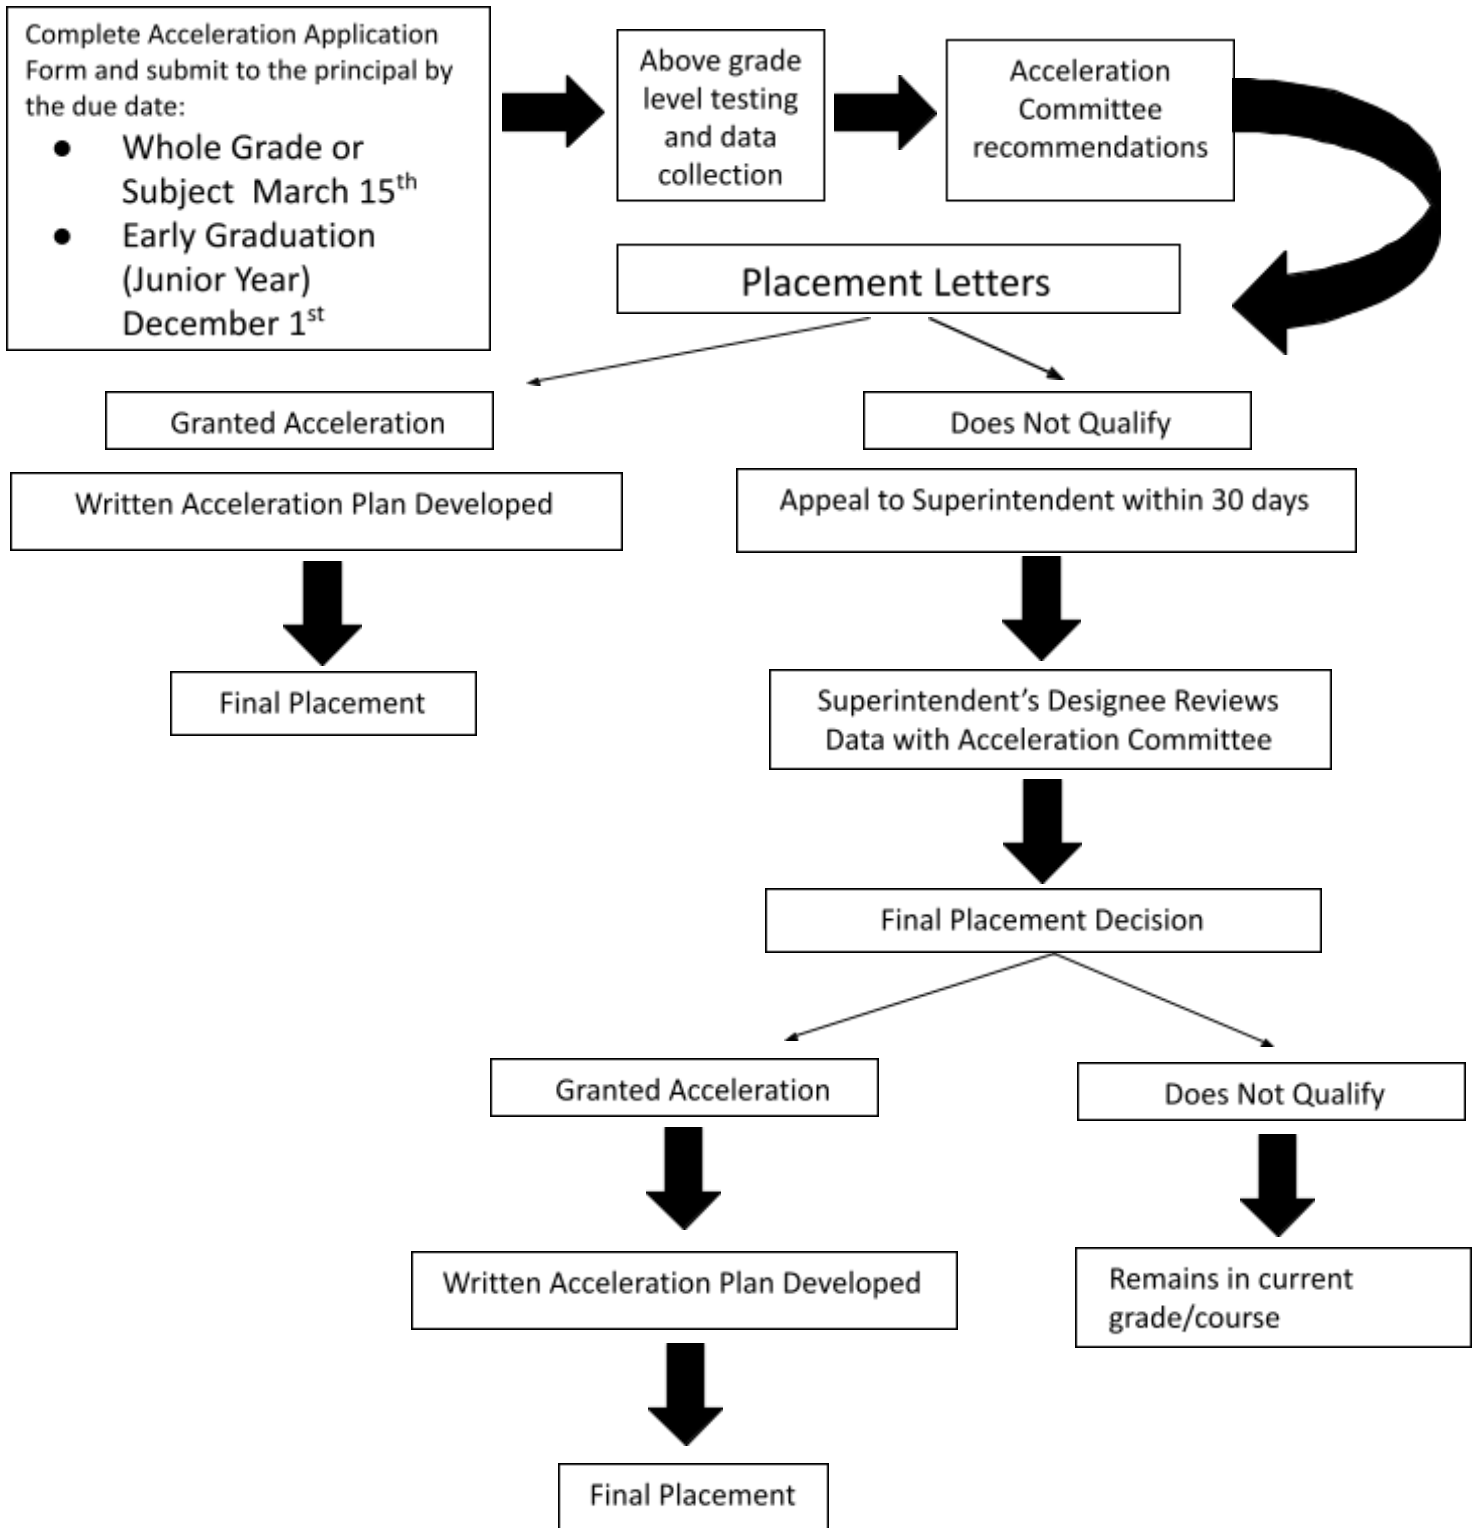 Complete Acceleration Application
Form and submit to the principal by
the due date:
● Whole Grade or
Subject March 15th
● Early Graduation
(Junior Year)
December 1st
Above grade
level testing
and data
collection
Acceleration
Committee
recommendations
Placement Letters
Granted Acceleration
Does Not Qualify
Written Acceleration Plan Developed
Appeal to Superintendent within 30 days
Final Placement
Superintendent’s Designee Reviews
Data with Acceleration Committee
Final Placement Decision
Granted Acceleration
Does Not Qualify
Written Acceleration Plan Developed
Remains in current
grade/course
Final Placement